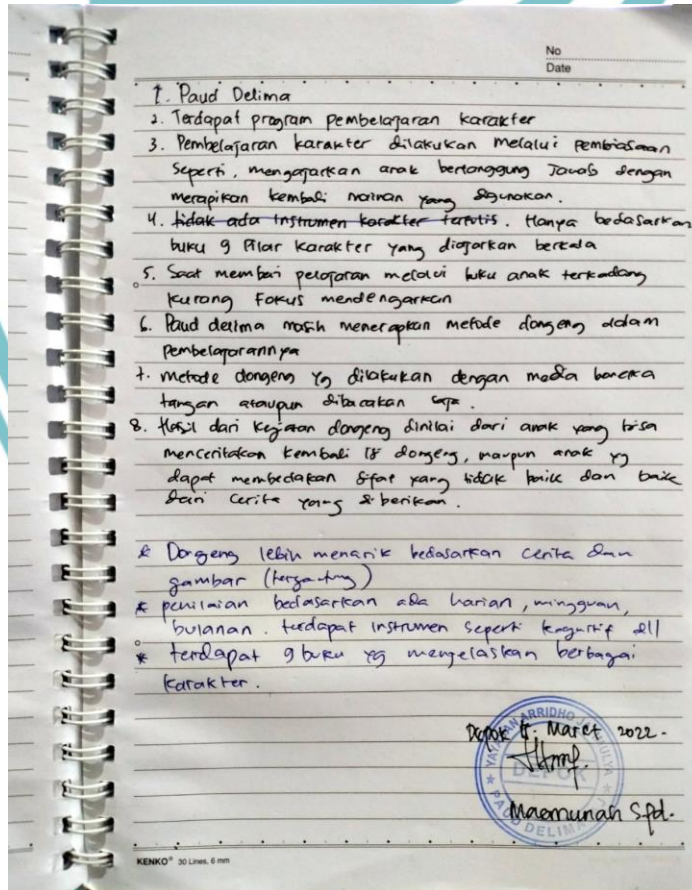 No
Date
1. Paud Delima
2. Terdapat program pembelajaran karakter
3. Pembelajaran karakter dilakukan melalui pembiasaan
seperti, mengajarkan anak bertanggung jawab dengan
merapikan kembali mainan yang digunakan.
4. tidak ada instrumen karakter tertulis. Hanya bedasarkan
buku 9 Pilar karakter yang diajarkan berkala
5. Saat memberi pelajaran melalui buku anak terkadang
kurang Fokus mendengarkan
6. Paud delima masih menerapkan metode dongeng dalam
pembelajarannya
7. metode dongeng yg dilakukan dengan media boneka
tangan ataupun dibacakan saja.
8. Hasil dari kegiatan dongeng dinilai dari anak yang bisa
menceritakan kembali isi dongeng, maupun anak yg
dapat membedakan sifat yang tidak baik dan baik
dari cerita yang diberikan.
* Dongeng lebih menarik bedasarkan cerita dan
gambar (tergantung)
* penilaian bedasarkan ada harian, mingguan,
bulanan. terdapat instrumen seperti kognitif dll
* terdapat 9 buku yg menjelaskan berbagai
karakter.
Depok Maret 2022.
YAYASAN ARRIDHO
DEPOK
PAUD DELIMA
Maemunah S.pd.
KENKO® 30 Lines, 6 mm